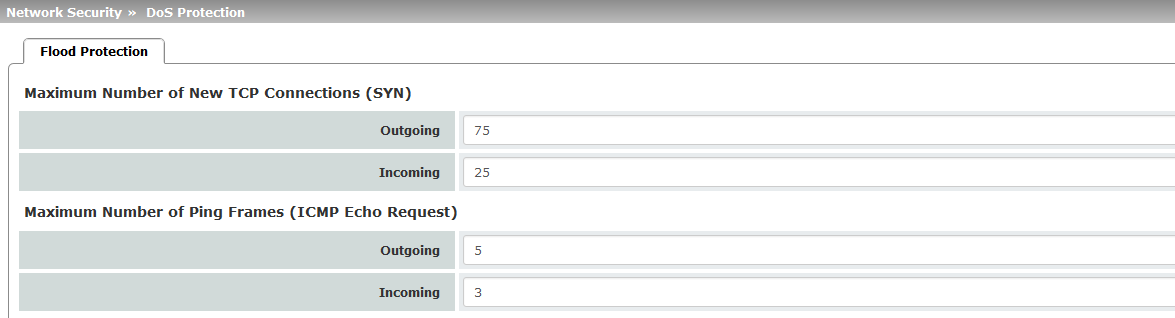 Network Security » DoS Protection
Flood Protection
Maximum Number of New TCP Connections (SYN)
Outgoing 75
Incoming 25
Maximum Number of Ping Frames (ICMP Echo Request)
Outgoing 5
Incoming 3